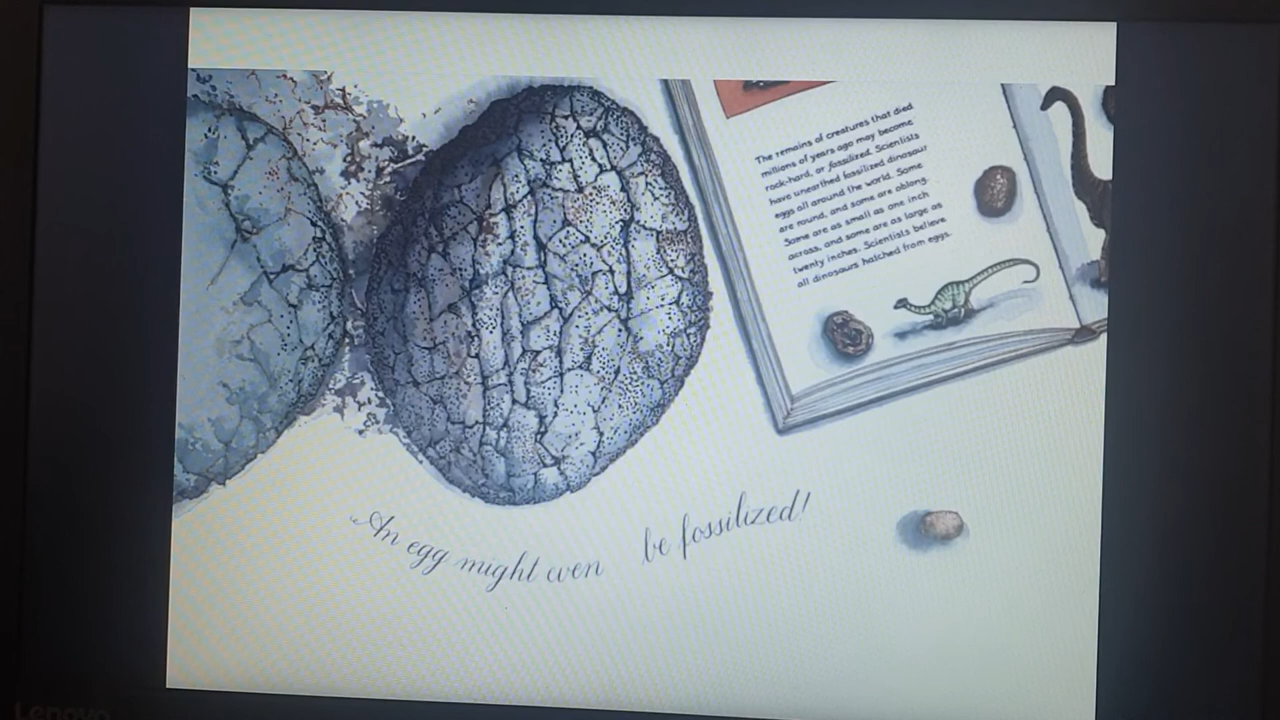 The remains of creatures that died
millions of years ago may become
rock-hard, or fossilized. Scientists
have unearthed fossilized dinosaur
eggs all around the world. Some
are round, and some are oblong.
Some are as small as one inch
across, and some are as large as
twenty inches. Scientists believe
all dinosaurs hatched from eggs.
An egg might even be fossilized!
Lenovo